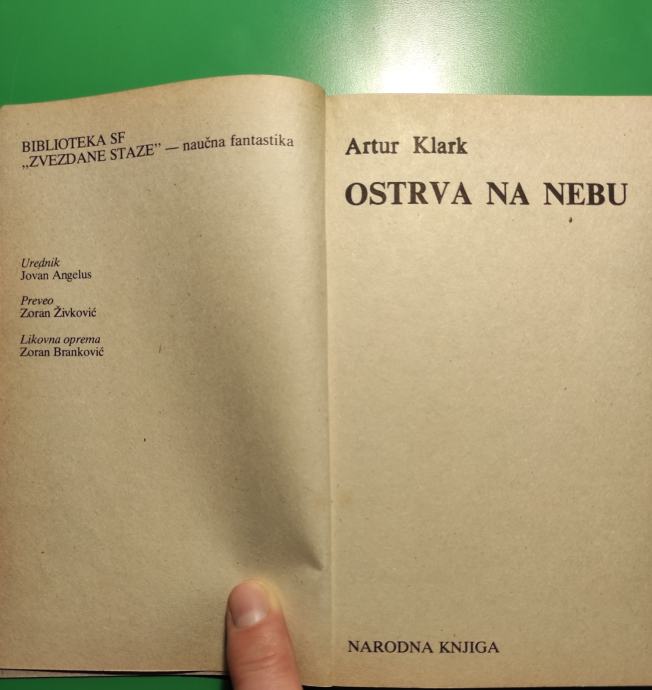 BIBLIOTEKA SF
„ZVEZDANE STAZE” — naučna fantastika
Urednik
Jovan Angelus
Preveo
Zoran Živković
Likovna oprema
Zoran Branković
Artur Klark
OSTRVA NA NEBU
NARODNA KNJIGA